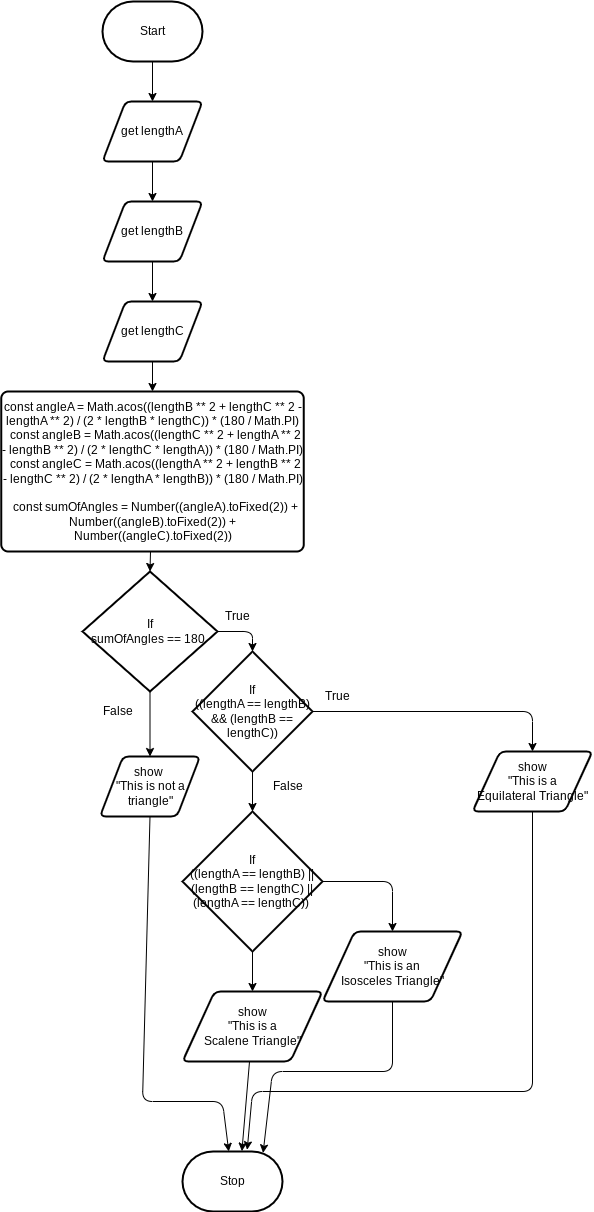 Start
get lengthA
get lengthB
get lengthC
const angleA = Math.acos((lengthB ** 2 + lengthC ** 2 -
lengthA ** 2) / (2 * lengthB * lengthC)) * (180 / Math.PI)
const angleB = Math.acos((lengthC ** 2 + lengthA ** 2
- lengthB ** 2) / (2 * lengthC * lengthA)) * (180 / Math.PI)
const angleC = Math.acos((lengthA ** 2 + lengthB ** 2
- lengthC ** 2) / (2 * lengthA * lengthB)) * (180 / Math.PI)
const sumOfAngles = Number((angleA).toFixed(2)) +
Number((angleB).toFixed(2)) +
Number((angleC).toFixed(2))
If
sumOfAngles == 180
True
False
If
((lengthA == lengthB)
&& (lengthB ==
lengthC))
True
False
show
"This is not a
triangle"
show
"This is a
Equilateral Triangle"
If
((lengthA == lengthB) ||
(lengthB == lengthC) ||
(lengthA == lengthC))
show
"This is an
Isosceles Triangle"
show
"This is a
Scalene Triangle"
Stop